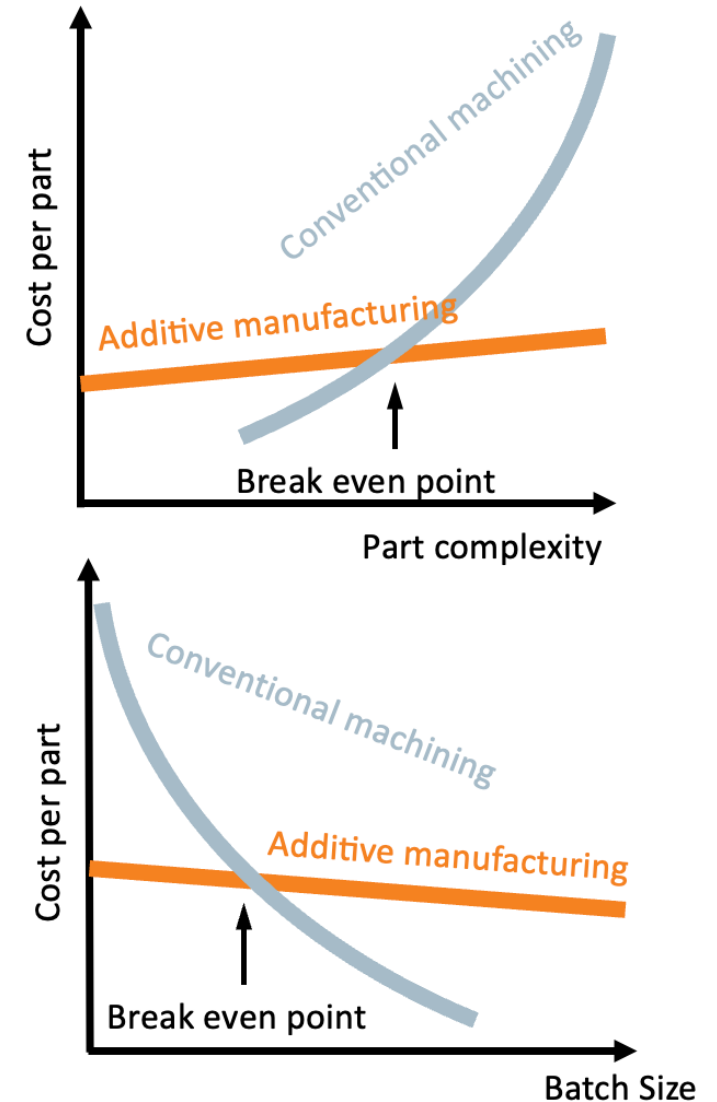 Conventional machining
Cost per part
Additive manufacturing
Break even point
Part complexity
Conventional machining
Cost per part
Additive manufacturing
Break even point
Batch Size